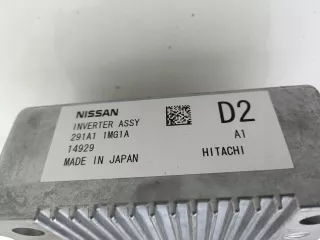 NISSAN D2
INVERTER ASSY
291A1 1MG1A A1
14929 HITACHI
MADE IN JAPAN